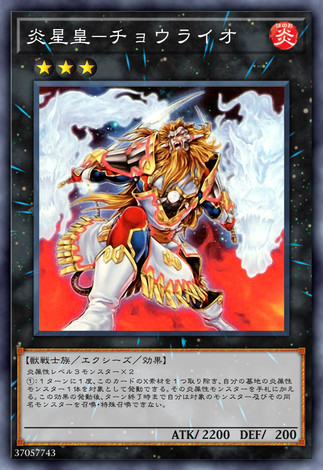 炎星皇－チョウライオ
炎
【獣戦士族／エクシーズ／効果】
炎属性レベル３モンスター×２
①：１ターンに１度、このカードのX素材を１つ取り除き、自分の墓地の炎属性
モンスター１体を対象として発動できる。その炎属性モンスターを手札に加え
る。この効果の発動後、ターン終了時まで自分は対象のモンスター及びその同
名モンスターを召喚・特殊召喚できない。
ATK/ 2200 DEF/ 200
37057743